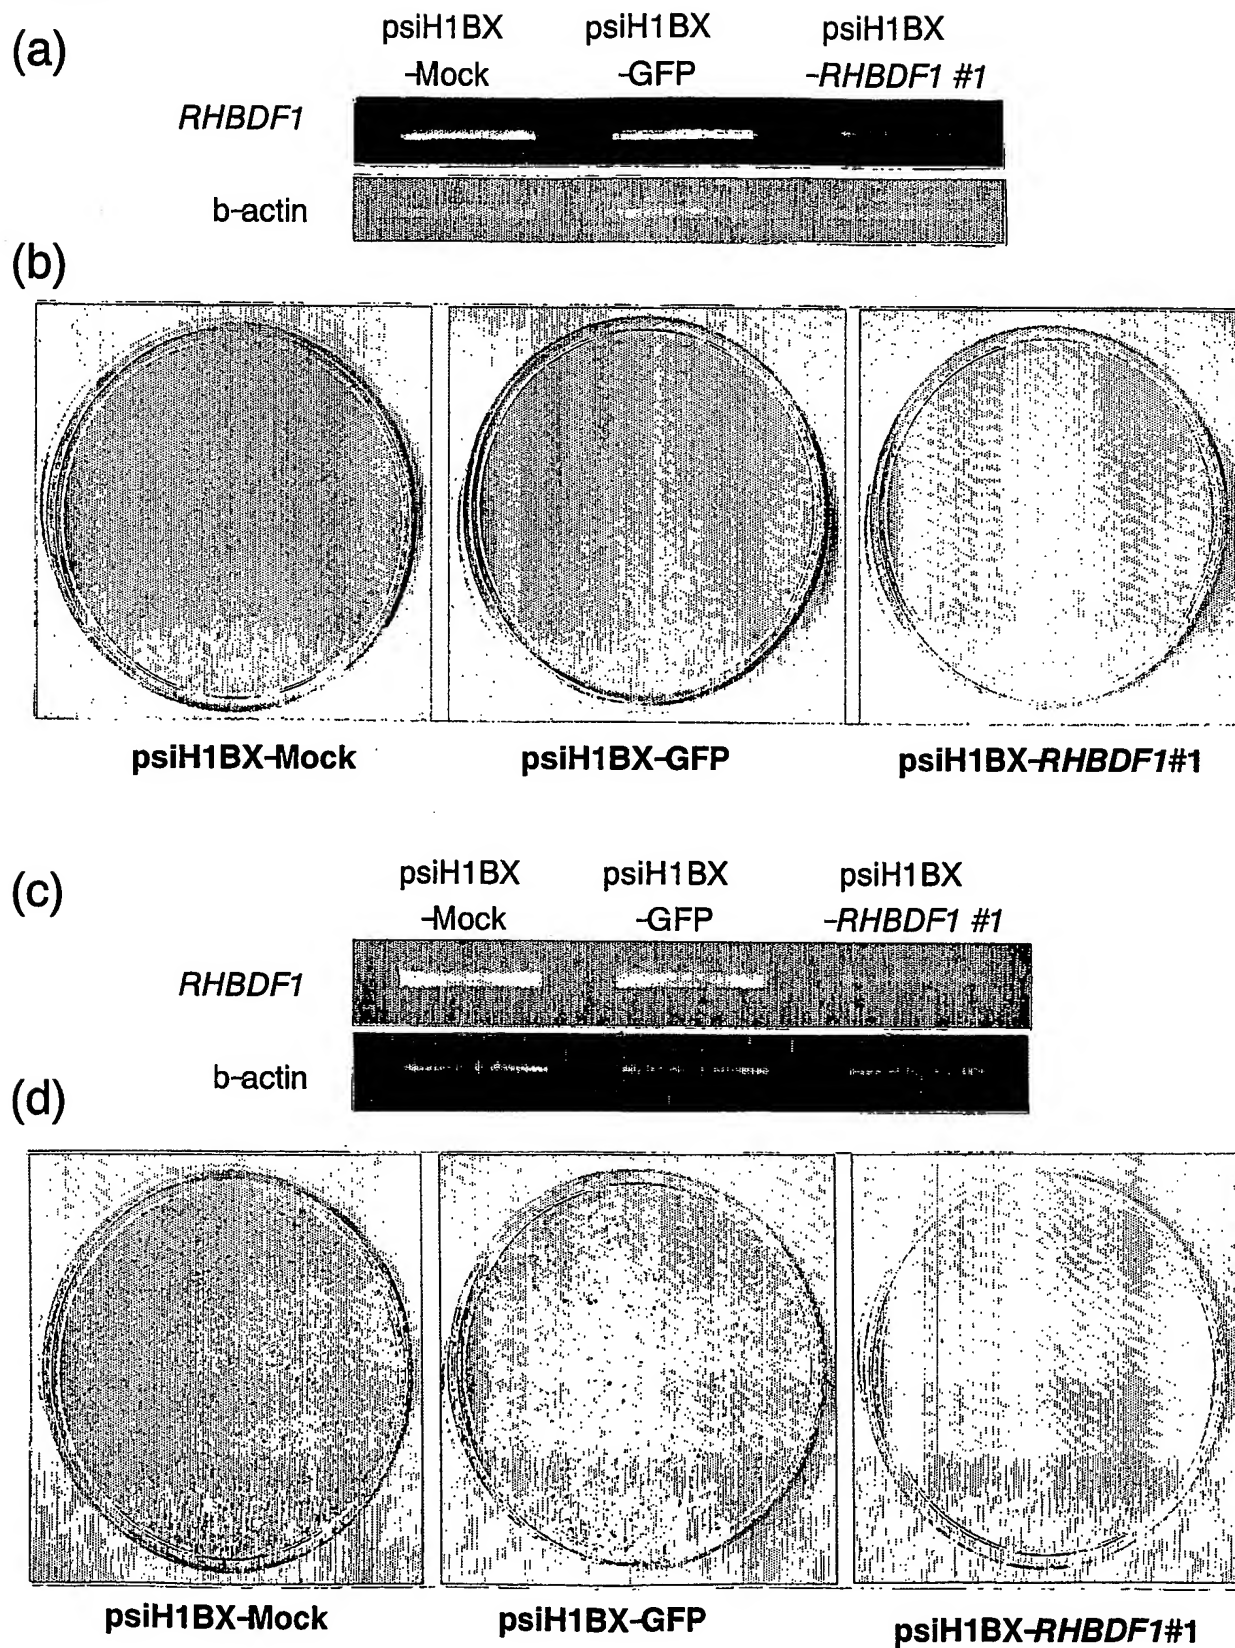 (a)
psiH1BX psiH1BX psiH1BX
-Mock -GFP -RHBDF1 #1
RHBDF1
b-actin
(b)
psiH1BX-Mock psiH1BX-GFP psiH1BX-RHBDF1#1
(c)
psiH1BX psiH1BX psiH1BX
-Mock -GFP -RHBDF1 #1
RHBDF1
b-actin
(d)
psiH1BX-Mock psiH1BX-GFP psiH1BX-RHBDF1#1